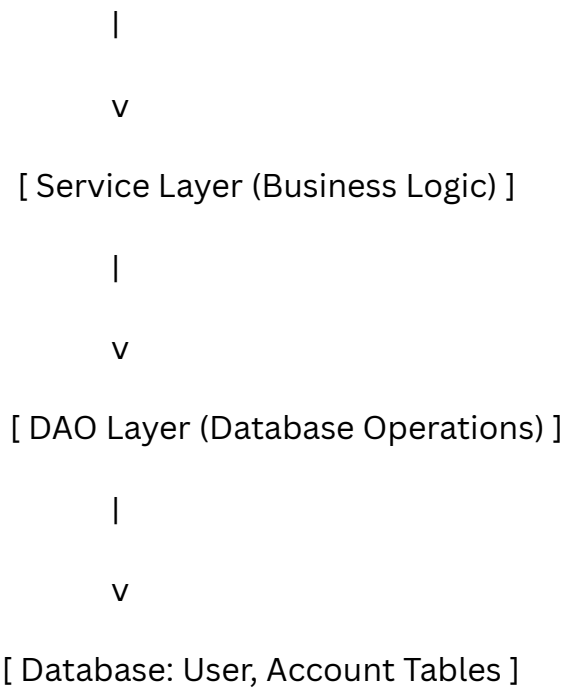 |
v
[ Service Layer (Business Logic) ]
|
v
[ DAO Layer (Database Operations) ]
|
v
[ Database: User, Account Tables ]